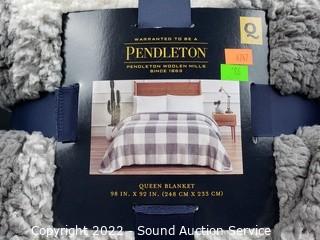 WARRANTED TO BE A
PENDLETON
PENDLETON WOOLEN MILLS
SINCE 1863
Q
QUEEN BLANKET
98 IN. X 92 IN. (248 CM X 233 CM)
Copyright 2022 - Sound Auction Service